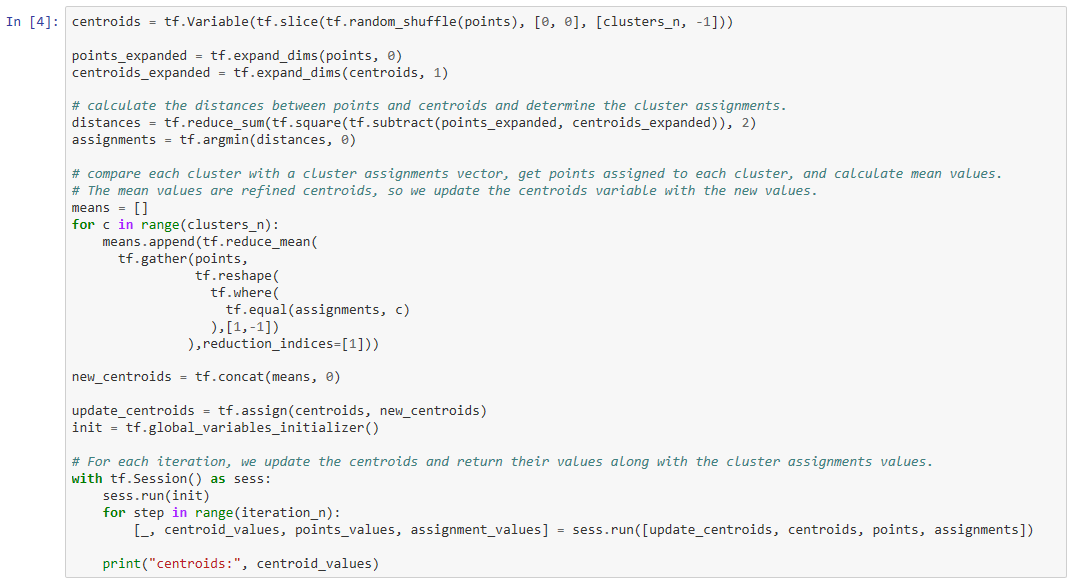 In [4]: centroids = tf.Variable(tf.slice(tf.random_shuffle(points), [0, 0], [clusters_n, -1]))

points_expanded = tf.expand_dims(points, 0)
centroids_expanded = tf.expand_dims(centroids, 1)

# calculate the distances between points and centroids and determine the cluster assignments.
distances = tf.reduce_sum(tf.square(tf.subtract(points_expanded, centroids_expanded)), 2)
assignments = tf.argmin(distances, 0)

# compare each cluster with a cluster assignments vector, get points assigned to each cluster, and calculate mean values.
# The mean values are refined centroids, so we update the centroids variable with the new values.
means = []
for c in range(clusters_n):
    means.append(tf.reduce_mean(
      tf.gather(points,
                tf.reshape(
                  tf.where(
                    tf.equal(assignments, c)
                  ),[1,-1])
               ),reduction_indices=[1]))

new_centroids = tf.concat(means, 0)

update_centroids = tf.assign(centroids, new_centroids)
init = tf.global_variables_initializer()

# For each iteration, we update the centroids and return their values along with the cluster assignments values.
with tf.Session() as sess:
    sess.run(init)
    for step in range(iteration_n):
        [_, centroid_values, points_values, assignment_values] = sess.run([update_centroids, centroids, points, assignments])

    print("centroids:", centroid_values)